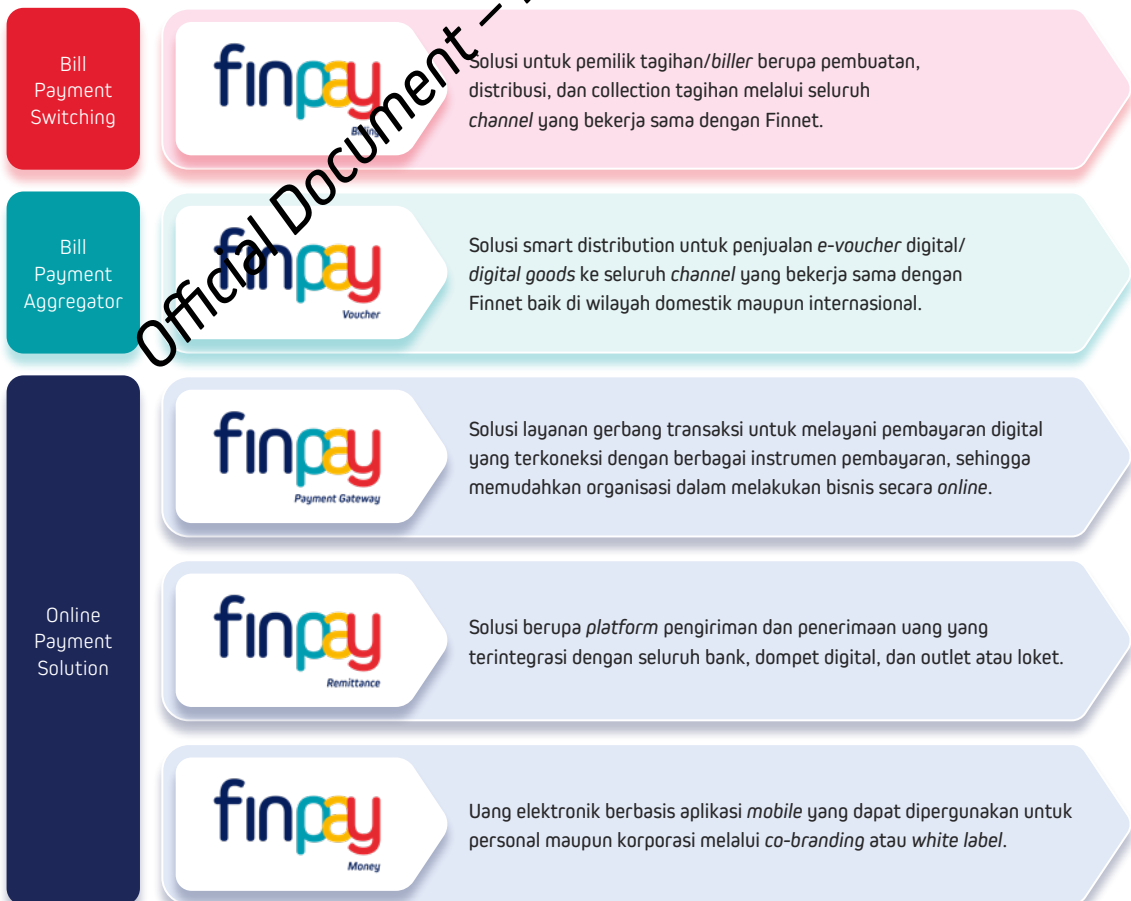 Bill
Payment
Switching
finpay
Billing
Solusi untuk pemilik tagihan/biller berupa pembuatan,
distribusi, dan collection tagihan melalui seluruh
channel yang bekerja sama dengan Finnet.
Bill
Payment
Aggregator
finpay
Voucher
Solusi smart distribution untuk penjualan e-voucher digital/
digital goods ke seluruh channel yang bekerja sama dengan
Finnet baik di wilayah domestik maupun internasional.
Official Document –
Online
Payment
Solution
finpay
Payment Gateway
Solusi layanan gerbang transaksi untuk melayani pembayaran digital
yang terkoneksi dengan berbagai instrumen pembayaran, sehingga
memudahkan organisasi dalam melakukan bisnis secara online.
finpay
Remittance
Solusi berupa platform pengiriman dan penerimaan uang yang
terintegrasi dengan seluruh bank, dompet digital, dan outlet atau loket.
finpay
Money
Uang elektronik berbasis aplikasi mobile yang dapat dipergunakan untuk
personal maupun korporasi melalui co-branding atau white label.